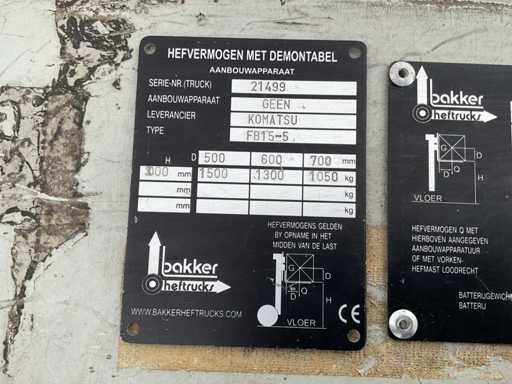 HEFVERMOGEN MET DEMONTABEL
AANBOUWAPPARAAT
SERIE-NR (TRUCK) 21499
AANBOUWAPPARAAT GEEN
LEVERANCIER KOMATSU
TYPE FB15-5
H D 500 600 700 mm
mm 1500 1300 1050 kg
mm kg
mm kg
HEFVERMOGENS GELDEN
BY OPNAME IN HET
MIDDEN VAN DE LAST
bakker
heftrucks
WWW.BAKKERHEFTRUCKS.COM
G
D
D
H
VLOER
CE
bakker
heftrucks
G
D
Q
D
H
VLOER
HEFVERMOGEN Q MET
HIERBOVEN AANGEGEVEN
AANBOUWAPPARATUUR
OF MET VORKEN-
HEFMAST LOODRECHT
BATTERIJ